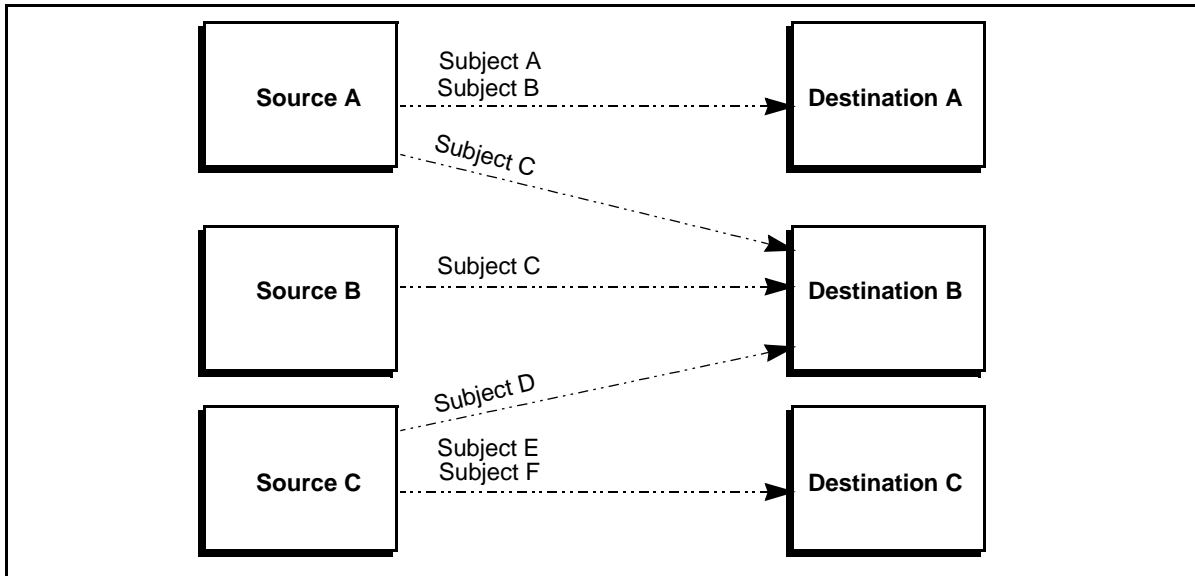 Source A
Subject A
Subject B
Destination A
Subject C
Source B
Subject C
Destination B
Subject D
Source C
Subject E
Subject F
Destination C